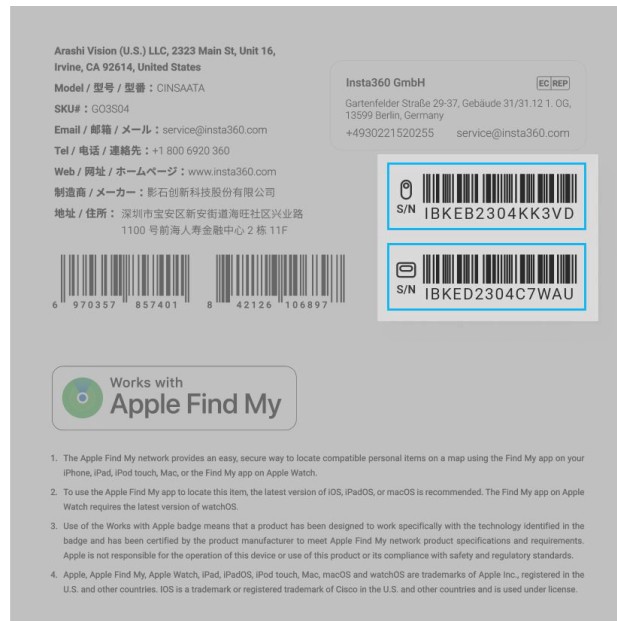 Arashi Vision (U.S.) LLC, 2323 Main St, Unit 16,
Irvine, CA 92614, United States
Model / 型号 / 型番：CINSAATA
SKU#：GO3S04
Email / 邮箱 / メール：service@insta360.com
Tel / 电话 / 連絡先：+1 800 6920 360
Web / 网址 / ホームページ：www.insta360.com
制造商 / メーカー：影石创新科技股份有限公司
地址 / 住所： 深圳市宝安区新安街道海旺社区兴业路
1100 号前海人寿金融中心 2 栋 11F
6 970357 857401
8 42126 106897
Insta360 GmbH EC REP
Gartenfelder Straße 29-37, Gebäude 31/31.12 1. OG,
13599 Berlin, Germany
+4930221520255 service@insta360.com
S/N IBKEB2304KK3VD
S/N IBKED2304C7WAU
Works with
Apple Find My
1. The Apple Find My network provides an easy, secure way to locate compatible personal items on a map using the Find My app on your
iPhone, iPad, iPod touch, Mac, or the Find My app on Apple Watch.
2. To use the Apple Find My app to locate this item, the latest version of iOS, iPadOS, or macOS is recommended. The Find My app on Apple
Watch requires the latest version of watchOS.
3. Use of the Works with Apple badge means that a product has been designed to work specifically with the technology identified in the
badge and has been certified by the product manufacturer to meet Apple Find My network product specifications and requirements.
Apple is not responsible for the operation of this device or use of this product or its compliance with safety and regulatory standards.
4. Apple, Apple Find My, Apple Watch, iPad, iPadOS, iPod touch, Mac, macOS and watchOS are trademarks of Apple Inc., registered in the
U.S. and other countries. IOS is a trademark or registered trademark of Cisco in the U.S. and other countries and is used under license.